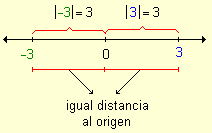 |-3|=3 |3|=3
-3 0 3
igual distancia
al origen